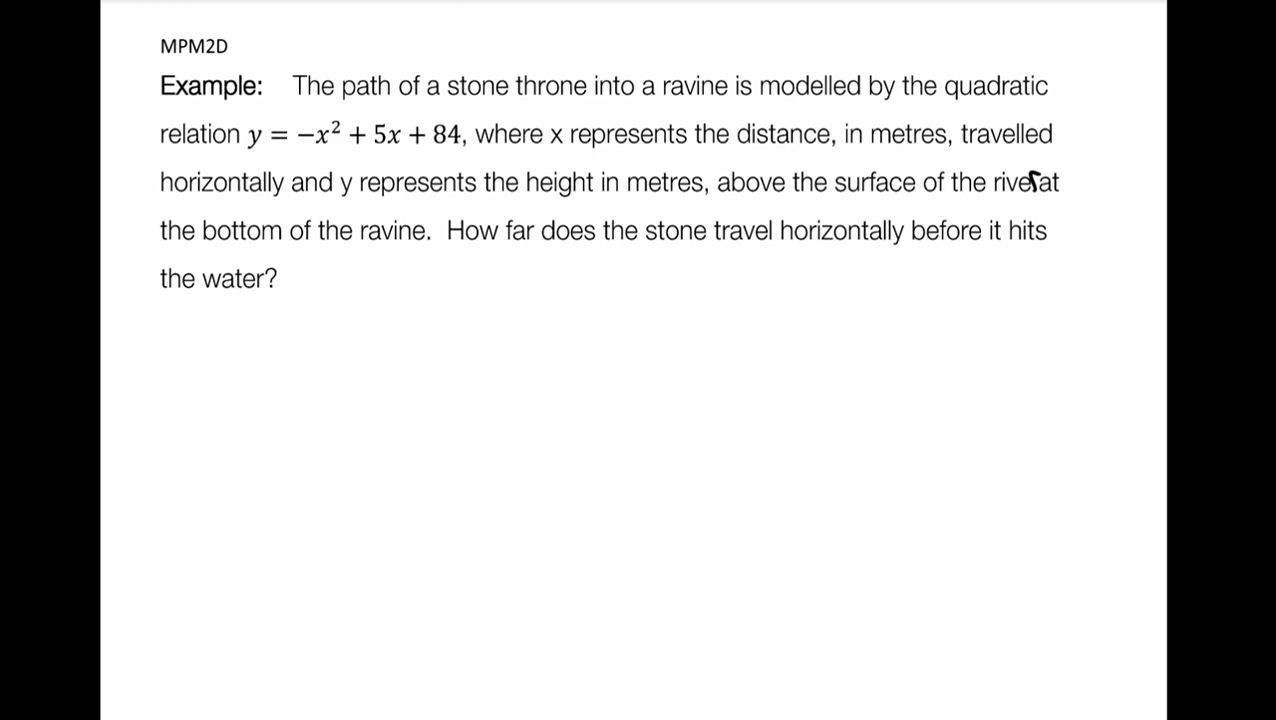 MPM2D
Example: The path of a stone throne into a ravine is modelled by the quadratic
relation y = −x² + 5x + 84, where x represents the distance, in metres, travelled
horizontally and y represents the height in metres, above the surface of the river at
the bottom of the ravine. How far does the stone travel horizontally before it hits
the water?